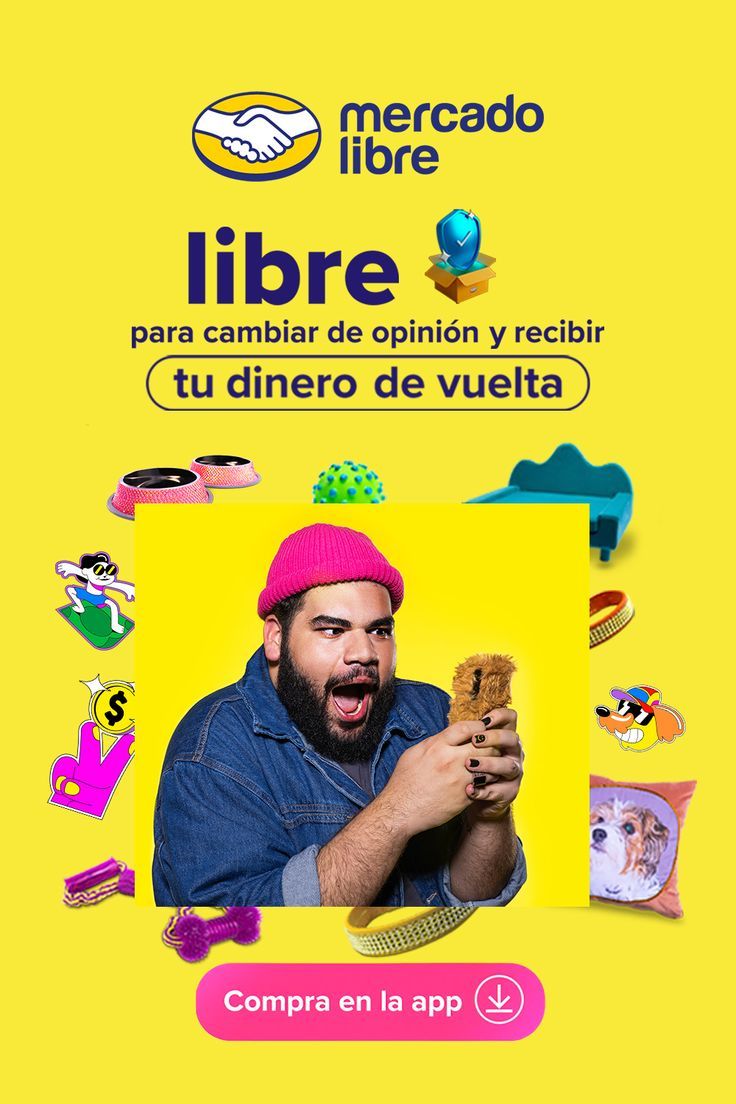 mercado
libre
libre
para cambiar de opinión y recibir
tu dinero de vuelta
$
Compra en la app